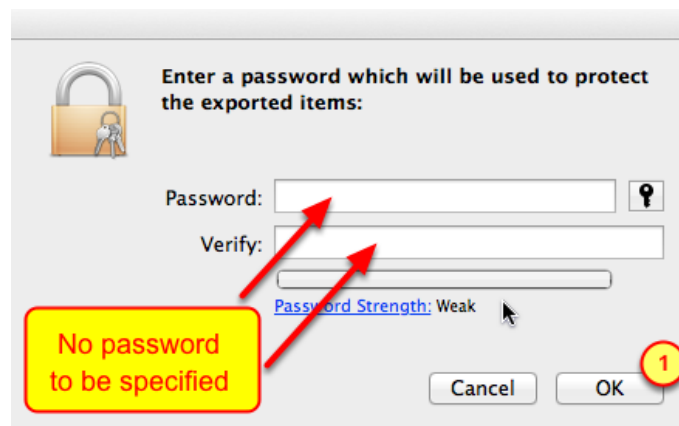 Enter a password which will be used to protect
the exported items:
Password:
Verify:
Password Strength: Weak
No password
to be specified
1
Cancel
OK